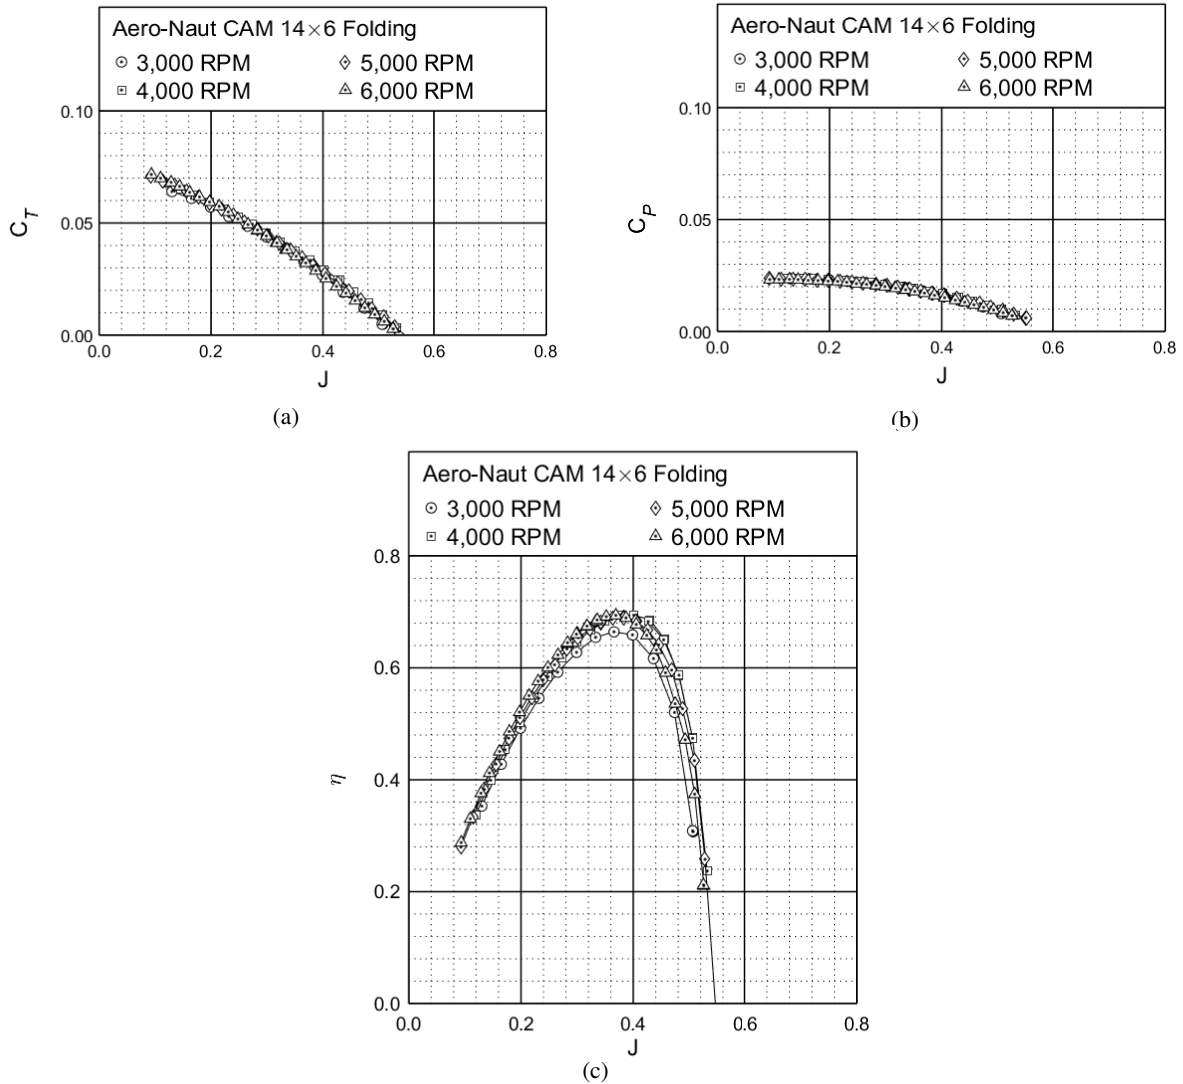 Aero-Naut CAM 14×6 Folding
3,000 RPM 5,000 RPM
4,000 RPM 6,000 RPM
0.10
0.05
0.00
C_T
0.0 0.2 0.4 0.6 0.8
J
(a)
Aero-Naut CAM 14×6 Folding
3,000 RPM 5,000 RPM
4,000 RPM 6,000 RPM
0.10
0.05
0.00
C_P
0.0 0.2 0.4 0.6 0.8
J
(b)
Aero-Naut CAM 14×6 Folding
3,000 RPM 5,000 RPM
4,000 RPM 6,000 RPM
0.8
0.6
0.4
0.2
0.0
η
0.0 0.2 0.4 0.6 0.8
J
(c)